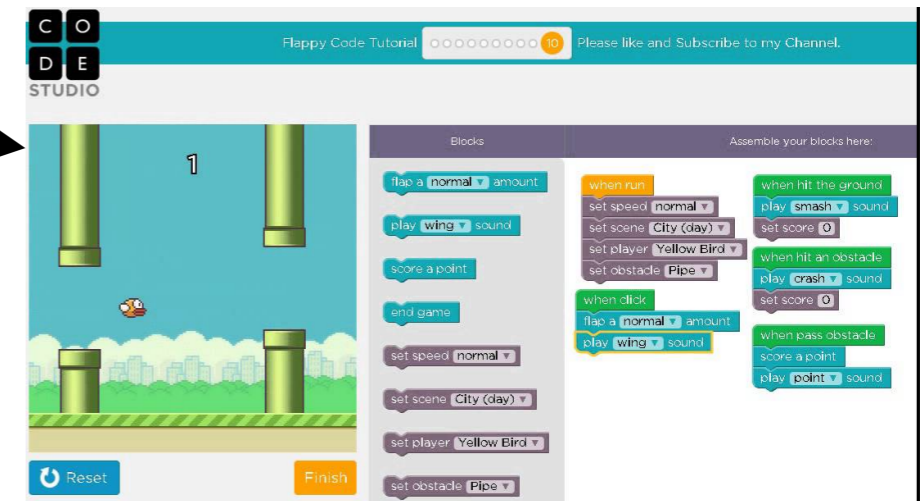 C O
D E
STUDIO
Flappy Code Tutorial 10 Please like and Subscribe to my Channel.
1
Reset
Finish
Blocks
flap a normal amount
play wing sound
score a point
end game
set speed normal
set scene City (day)
set player Yellow Bird
set obstacle Pipe
Assemble your blocks here:
when run
set speed normal
set scene City (day)
set player Yellow Bird
set obstacle Pipe
when click
flap a normal amount
play wing sound
when hit the ground
play smash sound
set score 0
when hit an obstacle
play crash sound
set score 0
when pass obstacle
score a point
play point sound